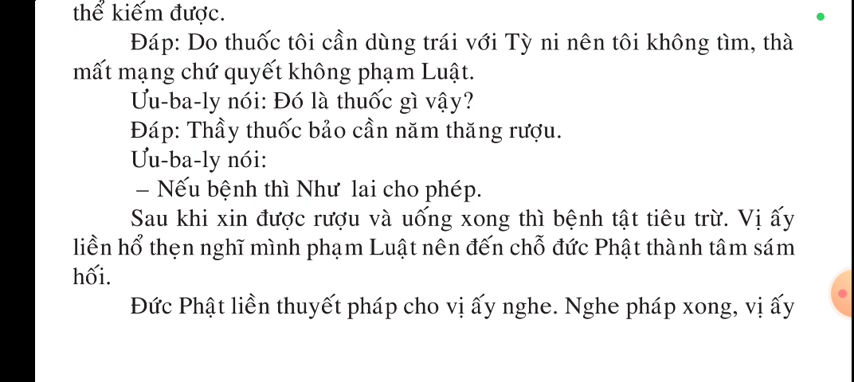 thể kiếm được.
Đáp: Do thuốc tôi cần dùng trái với Tỳ ni nên tôi không tìm, thà
mất mạng chứ quyết không phạm Luật.
Ưu-ba-ly nói: Đó là thuốc gì vậy?
Đáp: Thầy thuốc bảo cần năm thăng rượu.
Ưu-ba-ly nói:
– Nếu bệnh thì Như lai cho phép.
Sau khi xin được rượu và uống xong thì bệnh tật tiêu trừ. Vị ấy
liền hổ thẹn nghĩ mình phạm Luật nên đến chỗ đức Phật thành tâm sám
hối.
Đức Phật liền thuyết pháp cho vị ấy nghe. Nghe pháp xong, vị ấy